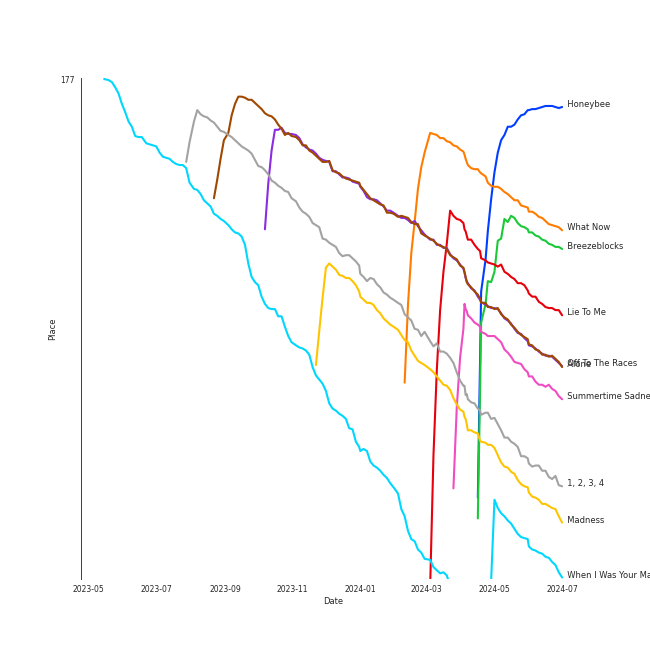 177
Place
Honeybee
What Now
Breezeblocks
Lie To Me
Off To The Races
Summertime Sadne
1, 2, 3, 4
Madness
When I Was Your Ma
2023-05 2023-07 2023-09 2023-11 2024-01 2024-03 2024-05 2024-07
Date